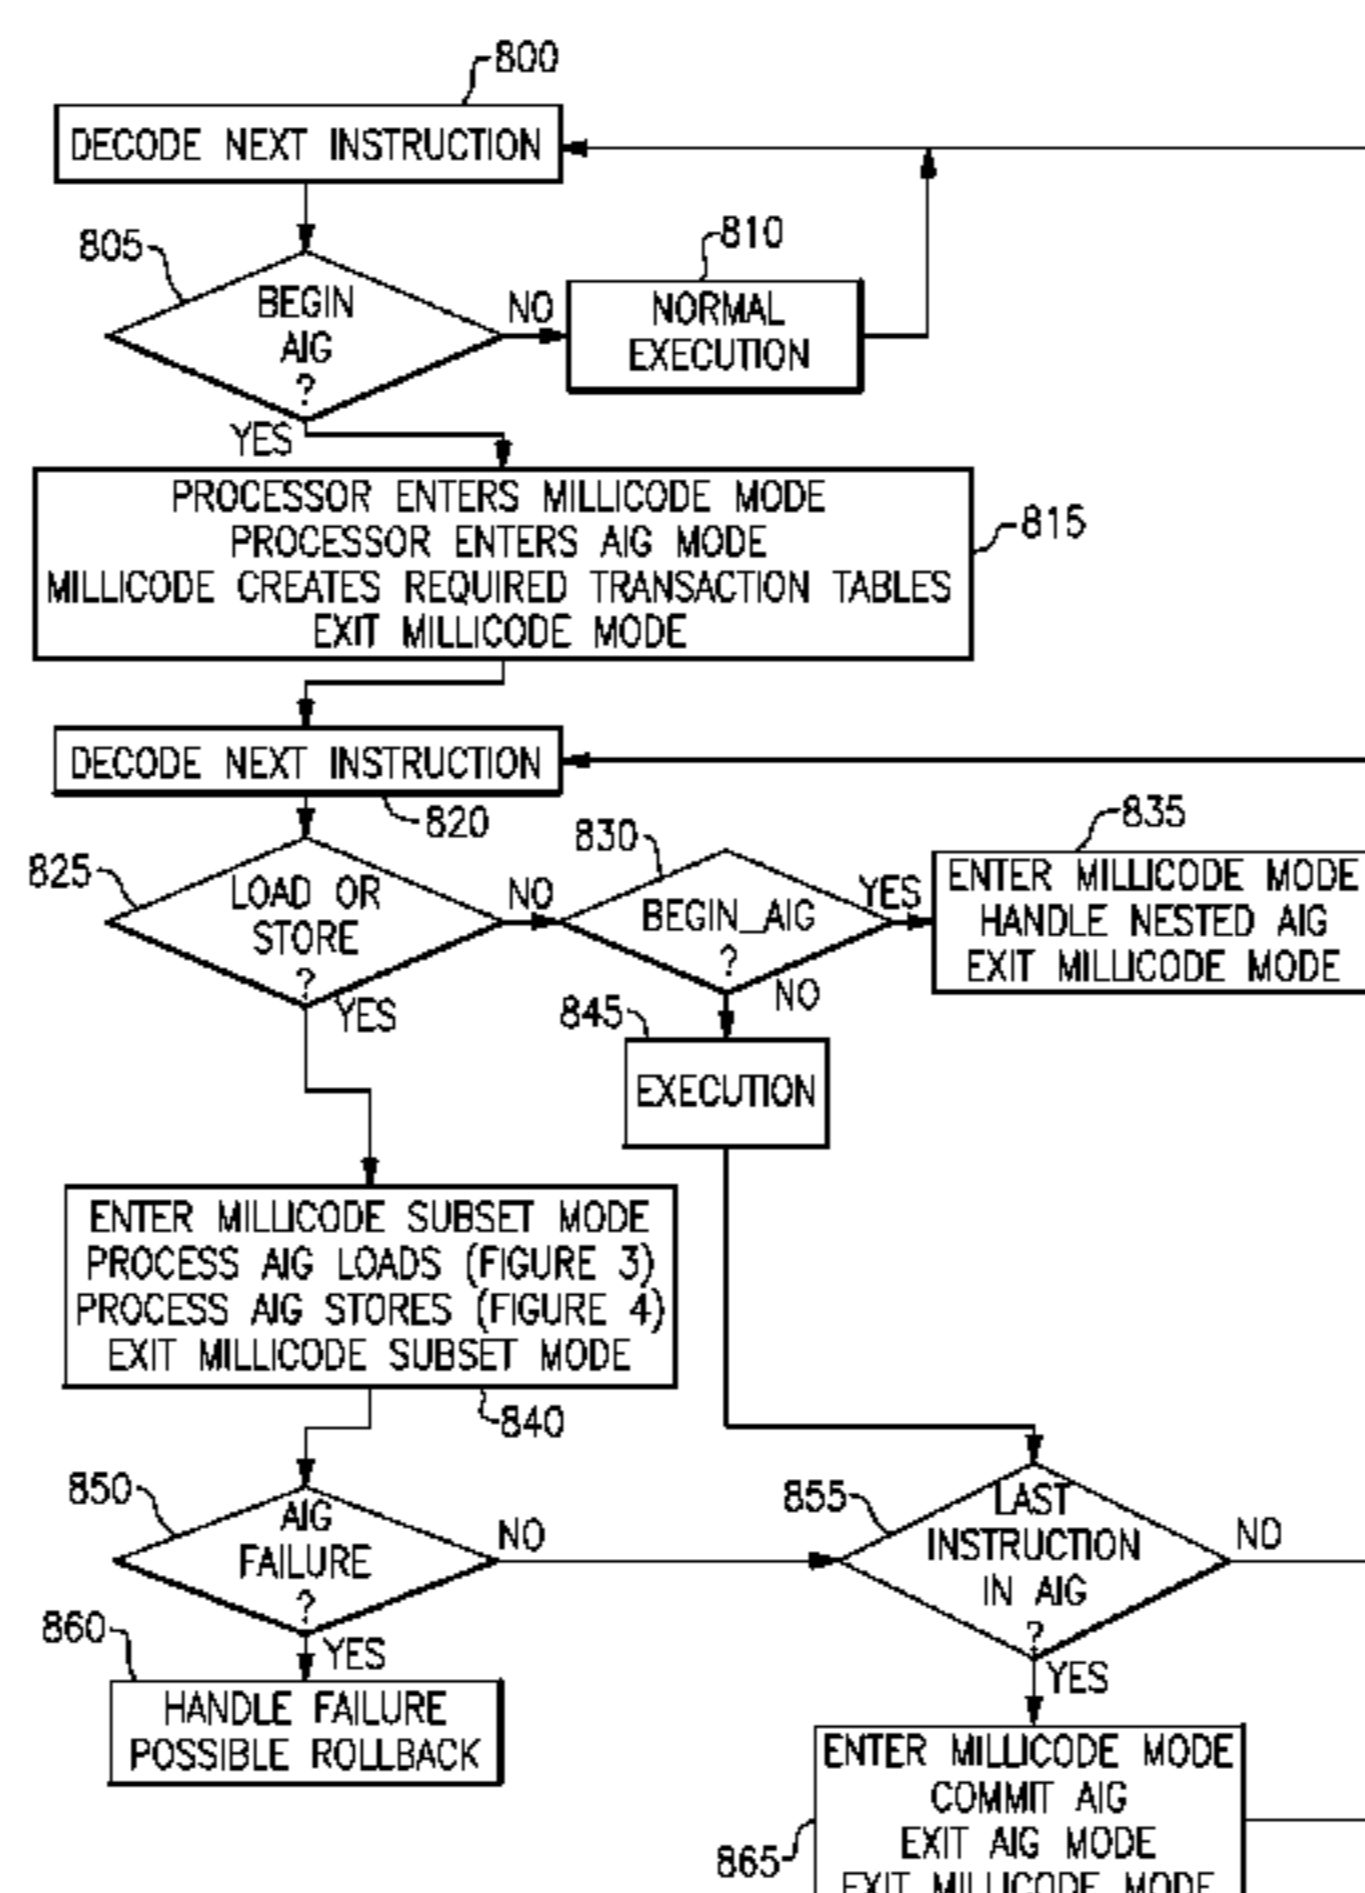 800
DECODE NEXT INSTRUCTION
805
BEGIN
AIG
?
NO
810
NORMAL
EXECUTION
YES
PROCESSOR ENTERS MILLICODE MODE
PROCESSOR ENTERS AIG MODE
MILLICODE CREATES REQUIRED TRANSACTION TABLES
EXIT MILLICODE MODE
815
DECODE NEXT INSTRUCTION
820
825
LOAD OR
STORE
?
NO
YES
830
BEGIN_AIG
?
YES
NO
835
ENTER MILLICODE MODE
HANDLE NESTED AIG
EXIT MILLICODE MODE
845
EXECUTION
ENTER MILLICODE SUBSET MODE
PROCESS AIG LOADS (FIGURE 3)
PROCESS AIG STORES (FIGURE 4)
EXIT MILLICODE SUBSET MODE
840
850
AIG
FAILURE
?
NO
YES
855
LAST
INSTRUCTION
IN AIG
?
NO
YES
860
HANDLE FAILURE
POSSIBLE ROLLBACK
ENTER MILLICODE MODE
COMMIT AIG
EXIT AIG MODE
EXIT MILLICODE MODE
865